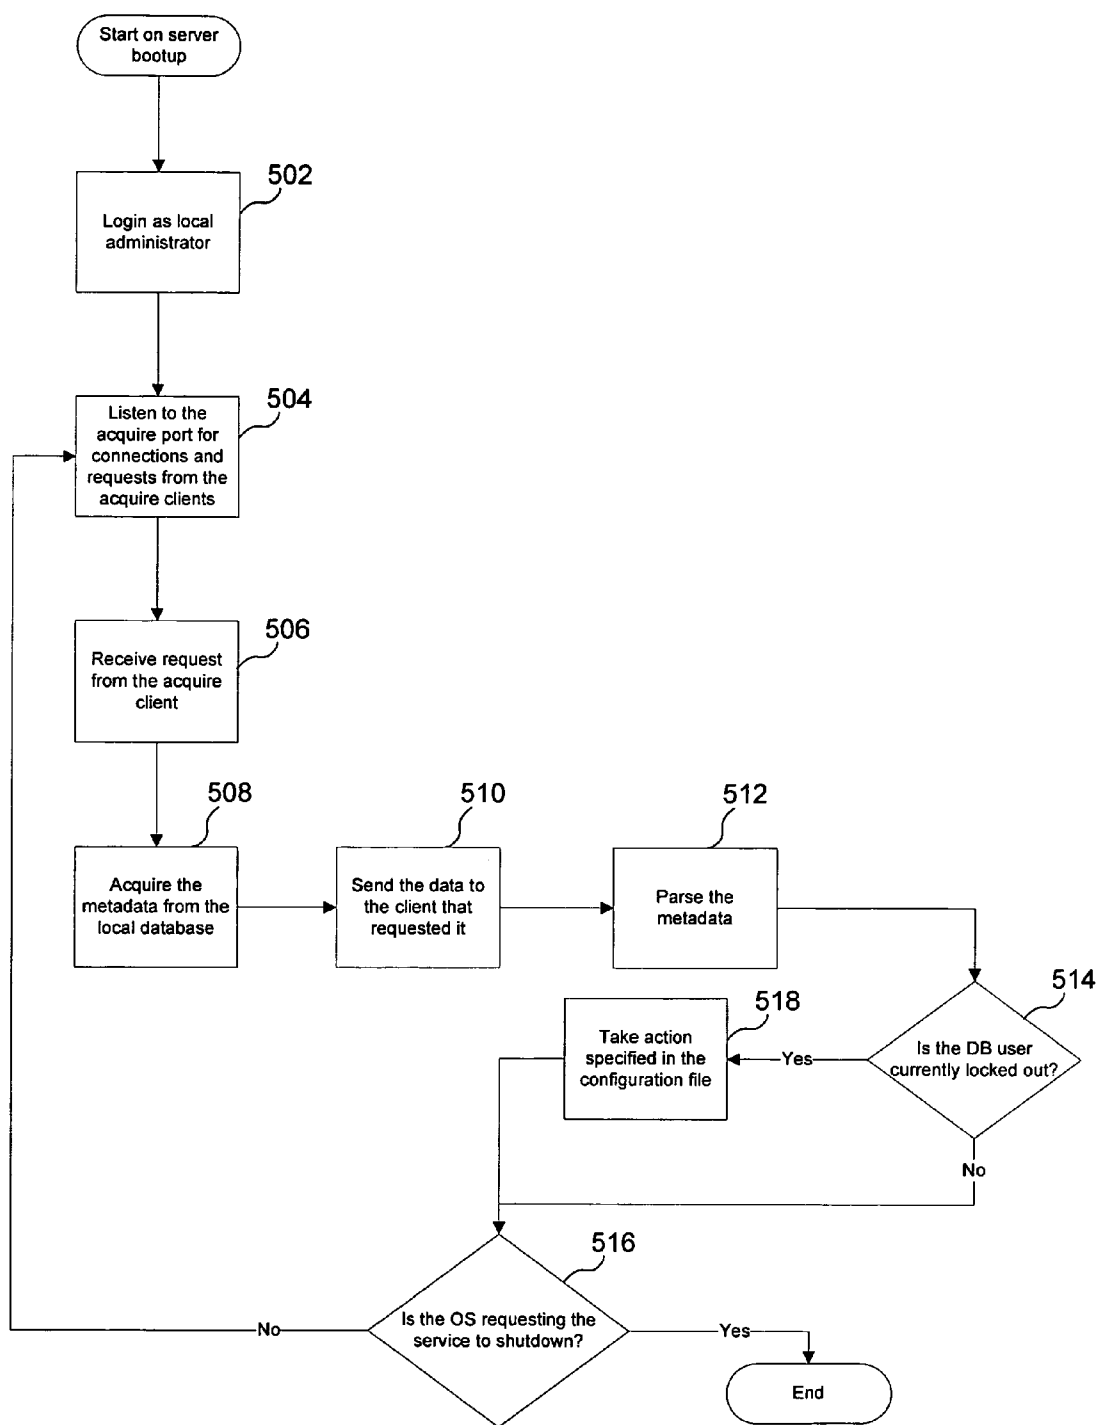 Start on server
bootup
502
Login as local
administrator
504
Listen to the
acquire port for
connections and
requests from the
acquire clients
506
Receive request
from the acquire
client
508
Acquire the
metadata from the
local database
510
Send the data to
the client that
requested it
512
Parse the
metadata
514
Is the DB user
currently locked out?
Yes
518
Take action
specified in the
configuration file
No
516
Is the OS requesting the
service to shutdown?
No
Yes
End